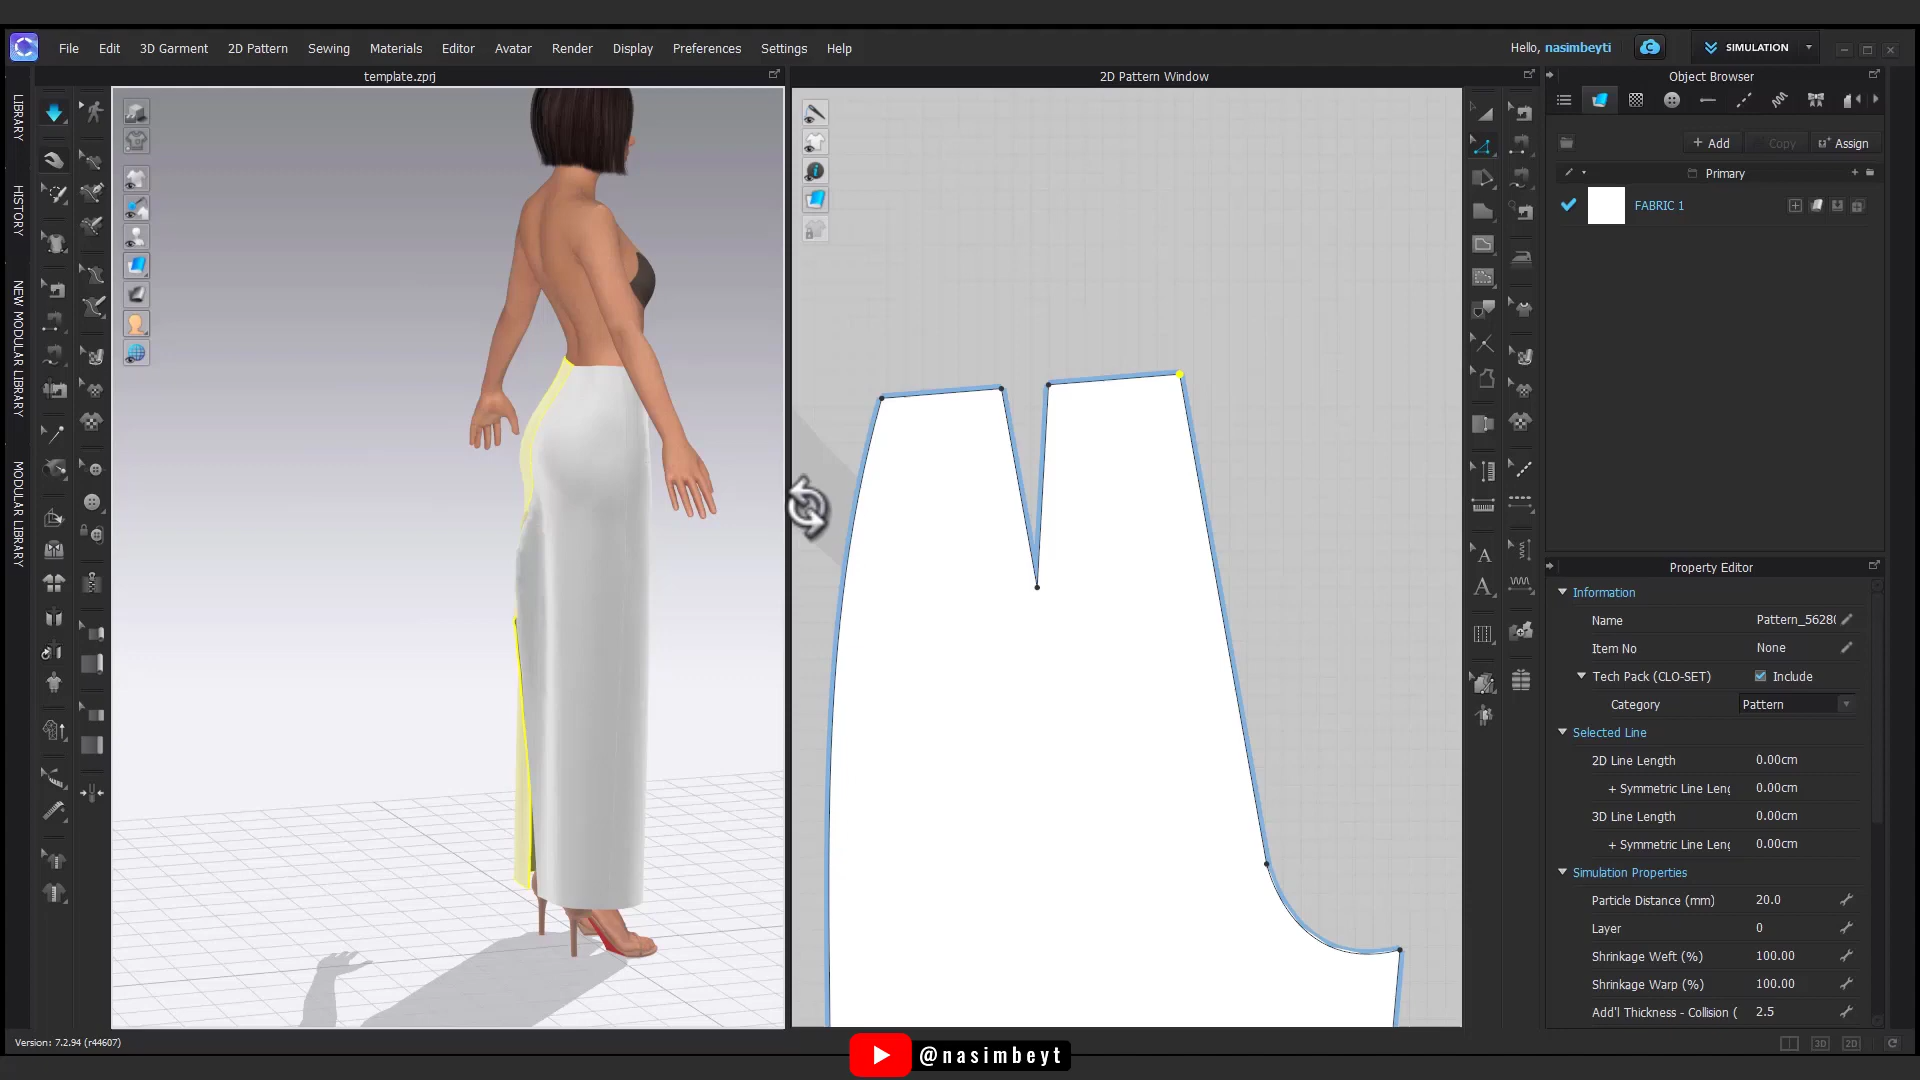 File Edit 3D Garment 2D Pattern Sewing Materials Editor Avatar Render Display Preferences Settings Help
Hello, nasimbeyti
SIMULATION
template.zprj
2D Pattern Window
Object Browser
LIBRARY
HISTORY
NEW MODULAR LIBRARY
MODULAR LIBRARY
+ Add
Copy
Assign
Primary
FABRIC 1
Property Editor
Information
Name Pattern_5628
Item No None
Tech Pack (CLO-SET) Include
Category Pattern
Selected Line
2D Line Length 0.00cm
+ Symmetric Line Leng 0.00cm
3D Line Length 0.00cm
+ Symmetric Line Leng 0.00cm
Simulation Properties
Particle Distance (mm) 20.0
Layer 0
Shrinkage Weft (%) 100.00
Shrinkage Warp (%) 100.00
Add'l Thickness - Collision ( 2.5
Version: 7.2.94 (r44607)
3D
2D
@nasimbeyt